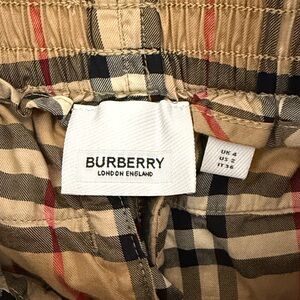 BURBERRY
LONDON ENGLAND
UK 4
US 2
IT 36